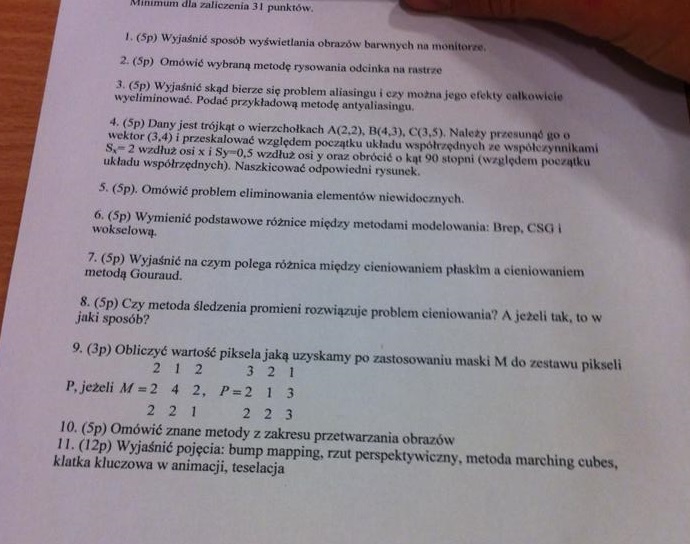 Minimum dla zaliczenia 31 punktów.
1. (5p) Wyjaśnić sposób wyświetlania obrazów barwnych na monitorze.
2. (5p) Omówić wybraną metodę rysowania odcinka na rastrze
3. (5p) Wyjaśnić skąd bierze się problem aliasingu i czy można jego efekty całkowicie
wyeliminować. Podać przykładową metodę antyaliasingu.
4. (5p) Dany jest trójkąt o wierzchołkach A(2,2), B(4,3), C(3,5). Należy przesunąć go o
wektor (3,4) i przeskalować względem początku układu współrzędnych ze współczynnikami
Sx= 2 wzdłuż osi x i Sy=0,5 wzdłuż osi y oraz obrócić o kąt 90 stopni (względem początku
układu współrzędnych). Naszkicować odpowiedni rysunek.
5. (5p). Omówić problem eliminowania elementów niewidocznych.
6. (5p) Wymienić podstawowe różnice między metodami modelowania: Brep, CSG i
wokselową.
7. (5p) Wyjaśnić na czym polega różnica między cieniowaniem płaskim a cieniowaniem
metodą Gouraud.
8. (5p) Czy metoda śledzenia promieni rozwiązuje problem cieniowania? A jeżeli tak, to w
jaki sposób?
9. (3p) Obliczyć wartość piksela jaką uzyskamy po zastosowaniu maski M do zestawu pikseli
2 1 2 3 2 1
P, jeżeli M = 2 4 2, P = 2 1 3
2 2 1 2 2 3
10. (5p) Omówić znane metody z zakresu przetwarzania obrazów
11. (12p) Wyjaśnić pojęcia: bump mapping, rzut perspektywiczny, metoda marching cubes,
klatka kluczowa w animacji, teselacja